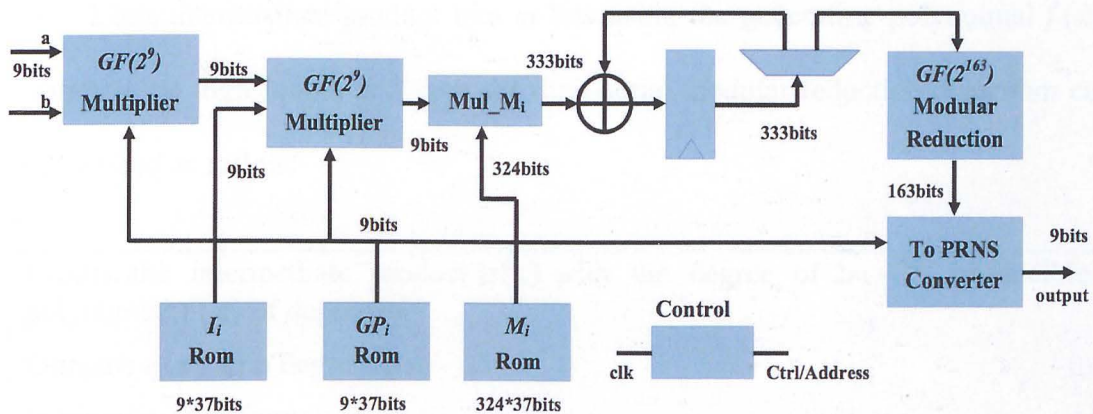 a
9bits
b
GF(2⁹)
Multiplier
9bits
GF(2⁹)
Multiplier
9bits
9bits
Mul_Mᵢ
324bits
333bits
333bits
GF(2¹⁶³)
Modular
Reduction
163bits
9bits
To PRNS
Converter
9bits
output
Iᵢ
Rom
9*37bits
GPᵢ
Rom
9*37bits
Mᵢ
Rom
324*37bits
Control
clk
Ctrl/Address